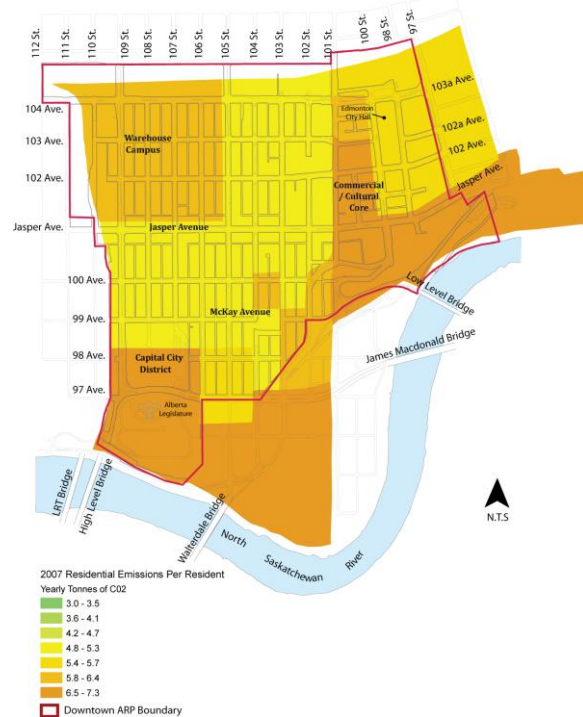 112 St.
111 St.
110 St.
109 St.
108 St.
107 St.
106 St.
105 St.
104 St.
103 St.
102 St.
101 St.
100 St.
98 St.
97 St.
104 Ave.
103 Ave.
102 Ave.
Jasper Ave.
100 Ave.
99 Ave.
98 Ave.
97 Ave.
103a Ave.
102a Ave.
102 Ave.
Jasper Ave.
Edmonton
City Hall
Warehouse
Campus
Commercial
/ Cultural
Core
Jasper Avenue
McKay Avenue
Capital City
District
Alberta
Legislature
Low Level Bridge
James Macdonald Bridge
LRT Bridge
High Level Bridge
Walterdale Bridge
North
Saskatchewan
River
N.T.S
2007 Residential Emissions Per Resident
Yearly Tonnes of C02
3.0 - 3.5
3.6 - 4.1
4.2 - 4.7
4.8 - 5.3
5.4 - 5.7
5.8 - 6.4
6.5 - 7.3
Downtown ARP Boundary